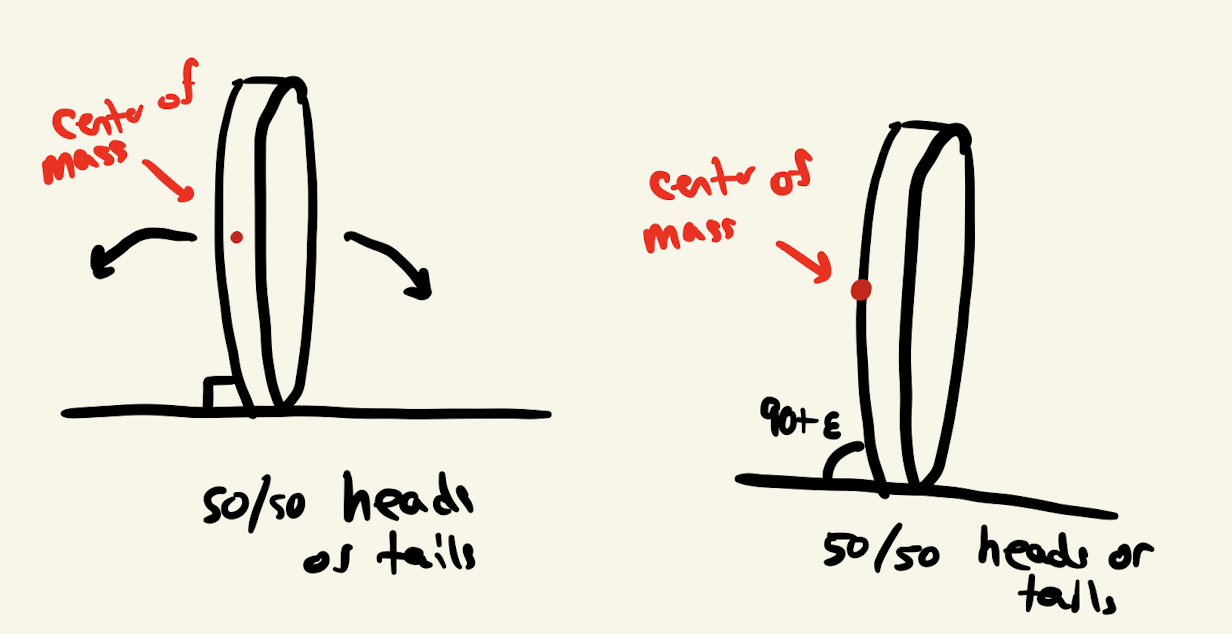 center of
mass
50/50 heads
or tails
center of
mass
90+ε
50/50 heads or
tails